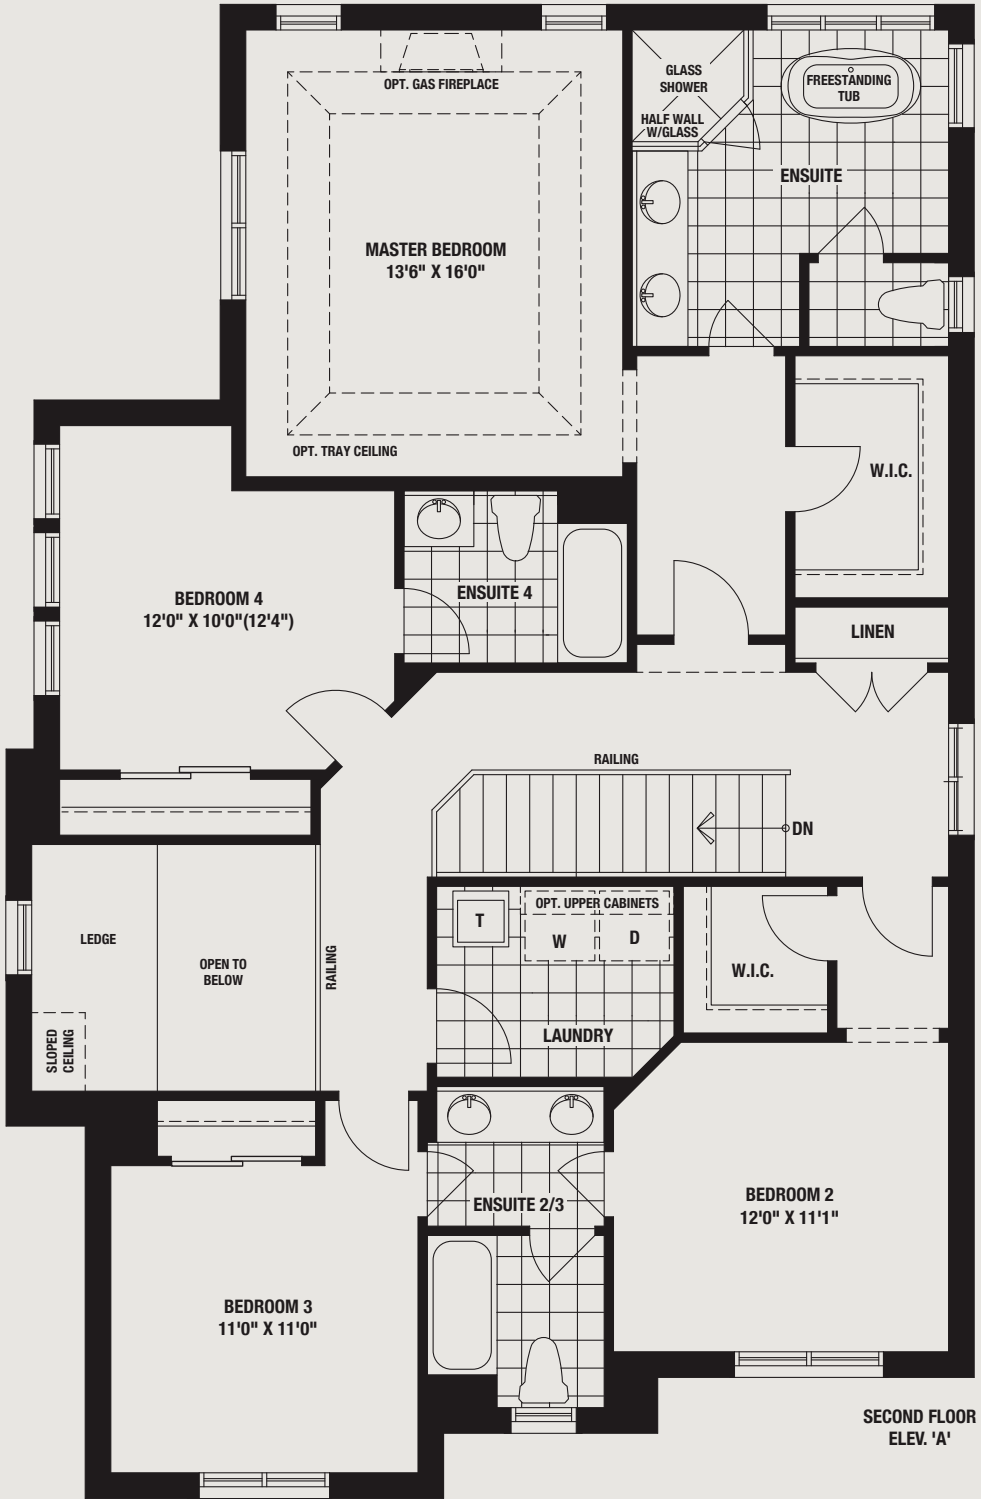 GLASS
SHOWER
HALF WALL
W/GLASS
FREESTANDING
TUB
OPT. GAS FIREPLACE
ENSUITE
MASTER BEDROOM
13'6" X 16'0"
OPT. TRAY CEILING
W.I.C.
BEDROOM 4
12'0" X 10'0"(12'4")
ENSUITE 4
LINEN
RAILING
DN
LEDGE
OPEN TO
BELOW
RAILING
SLOPED
CEILING
T
OPT. UPPER CABINETS
W
D
LAUNDRY
W.I.C.
ENSUITE 2/3
BEDROOM 2
12'0" X 11'1"
BEDROOM 3
11'0" X 11'0"
SECOND FLOOR
ELEV. 'A'